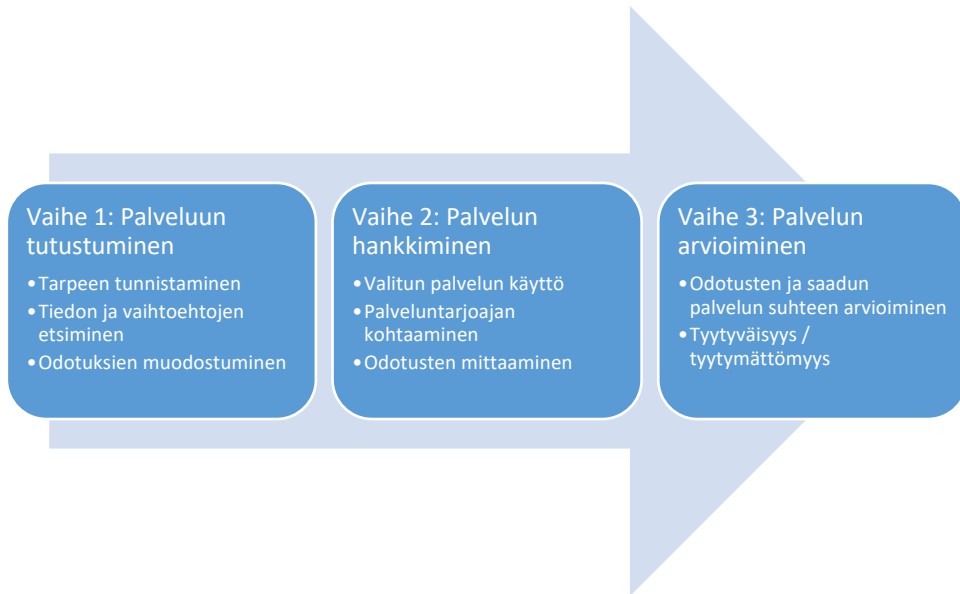 Vaihe 1: Palveluun
tutustuminen
•Tarpeen tunnistaminen
•Tiedon ja vaihtoehtojen
etsiminen
•Odotuksien muodostuminen
Vaihe 2: Palvelun
hankkiminen
•Valitun palvelun käyttö
•Palveluntarjoajan
kohtaaminen
•Odotusten mittaaminen
Vaihe 3: Palvelun
arvioiminen
•Odotusten ja saadun
palvelun suhteen arvioiminen
•Tyytyväisyys /
tyytymättömyys